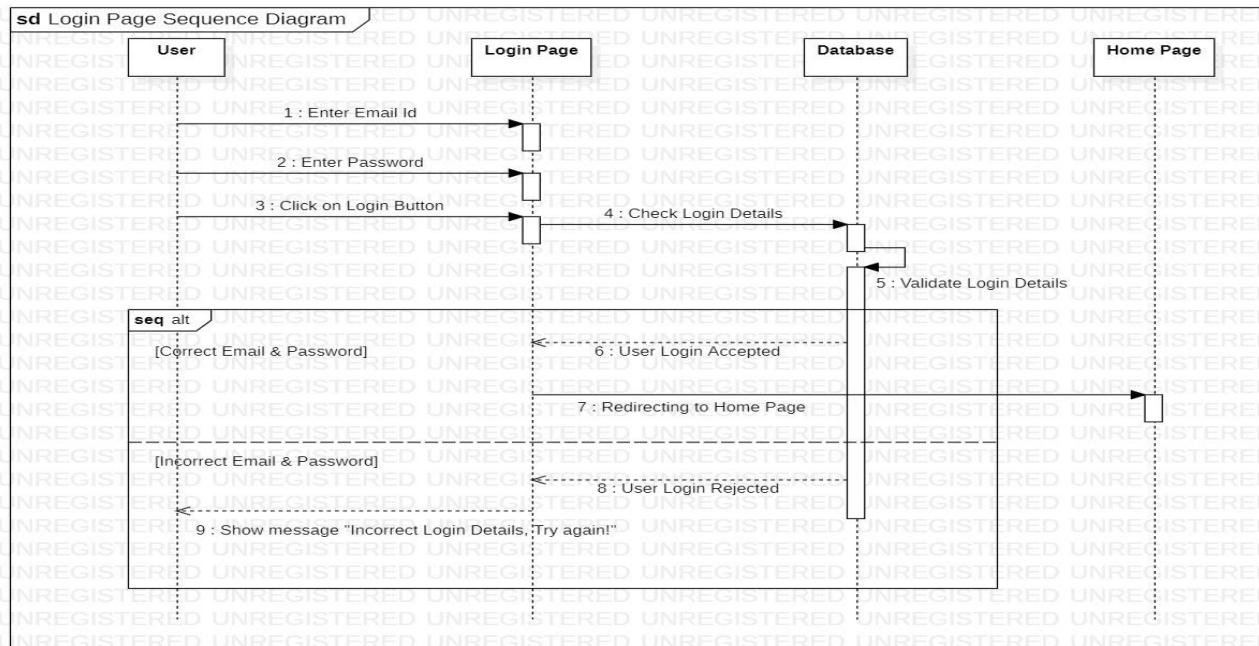 sd Login Page Sequence Diagram
User
Login Page
Database
Home Page
1 : Enter Email Id
2 : Enter Password
3 : Click on Login Button
4 : Check Login Details
5 : Validate Login Details
seq alt
[Correct Email & Password]
6 : User Login Accepted
7 : Redirecting to Home Page
[Incorrect Email & Password]
8 : User Login Rejected
9 : Show message "Incorrect Login Details, Try again!"
UNREGISTERED